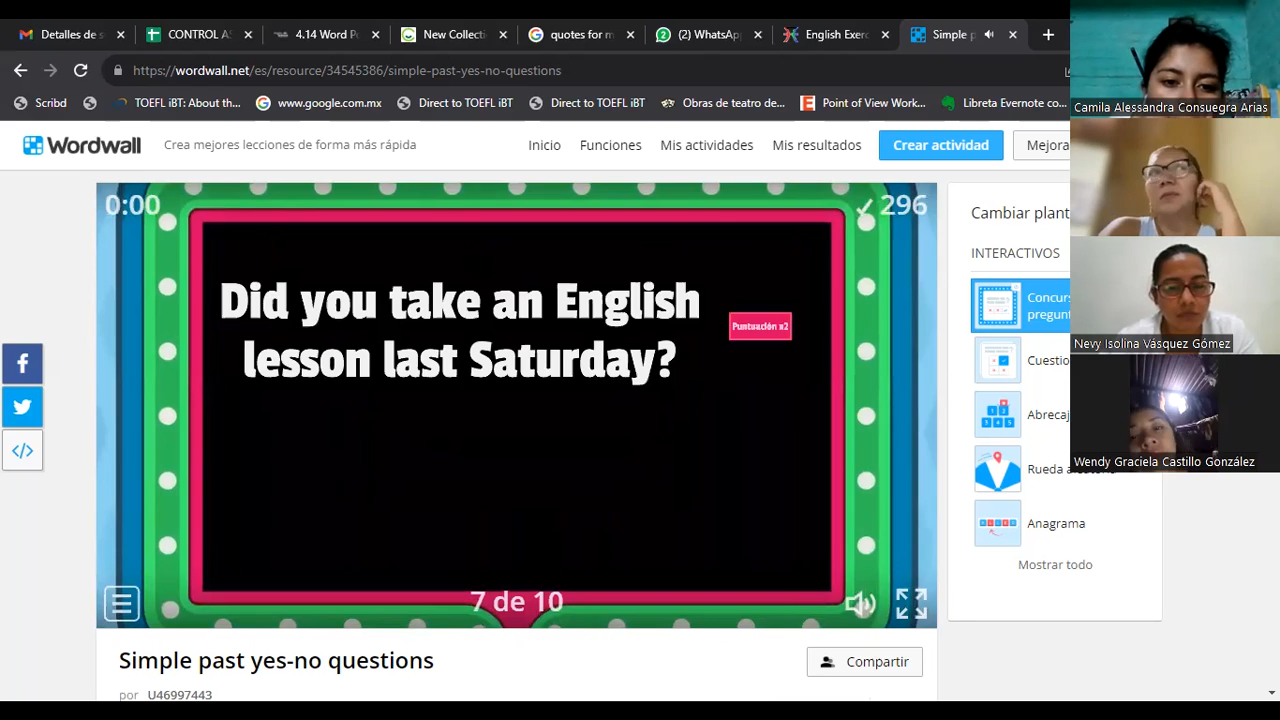 Detalles de s
CONTROL AS
4.14 Word P
New Collecti
quotes for m
(2) WhatsApp
English Exerc
Simple p
https://wordwall.net/es/resource/34545386/simple-past-yes-no-questions
Scribd
TOEFL iBT: About th...
www.google.com.mx
Direct to TOEFL iBT
Direct to TOEFL iBT
Obras de teatro de...
Point of View Work...
Libreta Evernote co...
Wordwall
Crea mejores lecciones de forma más rápida
Inicio
Funciones
Mis actividades
Mis resultados
Crear actividad
Mejora
0:00
296
Did you take an English
lesson last Saturday?
Puntuación x2
7 de 10
Simple past yes-no questions
Compartir
por U46997443
Cambiar plant
INTERACTIVOS
Concurs
pregunt
Cuestio
Abrecaj
Rueda
Anagrama
Mostrar todo
Camila Alessandra Consuegra Arias
Nevy Isolina Vásquez Gómez
Wendy Graciela Castillo González